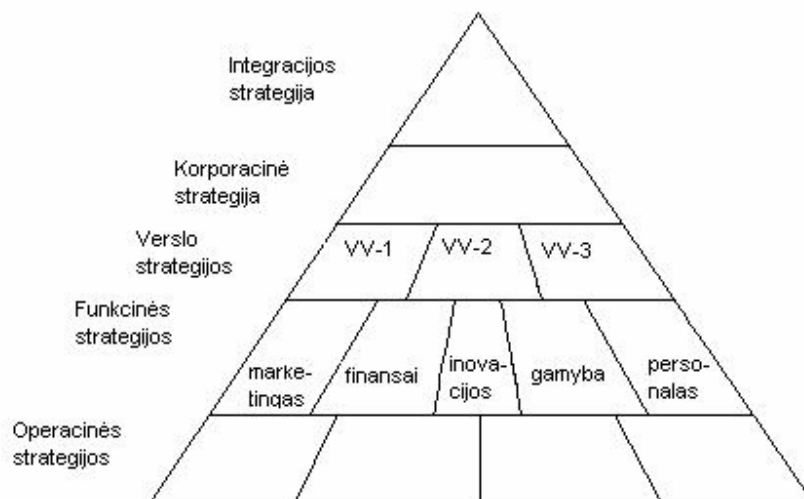 Integracijos
strategija
Korporacinė
strategija
Verslo
strategijos
VV-1
VV-2
VV-3
Funkcinės
strategijos
marke-
tingas
finansai
inova-
cijos
gamyba
perso-
nalas
Operacinės
strategijos